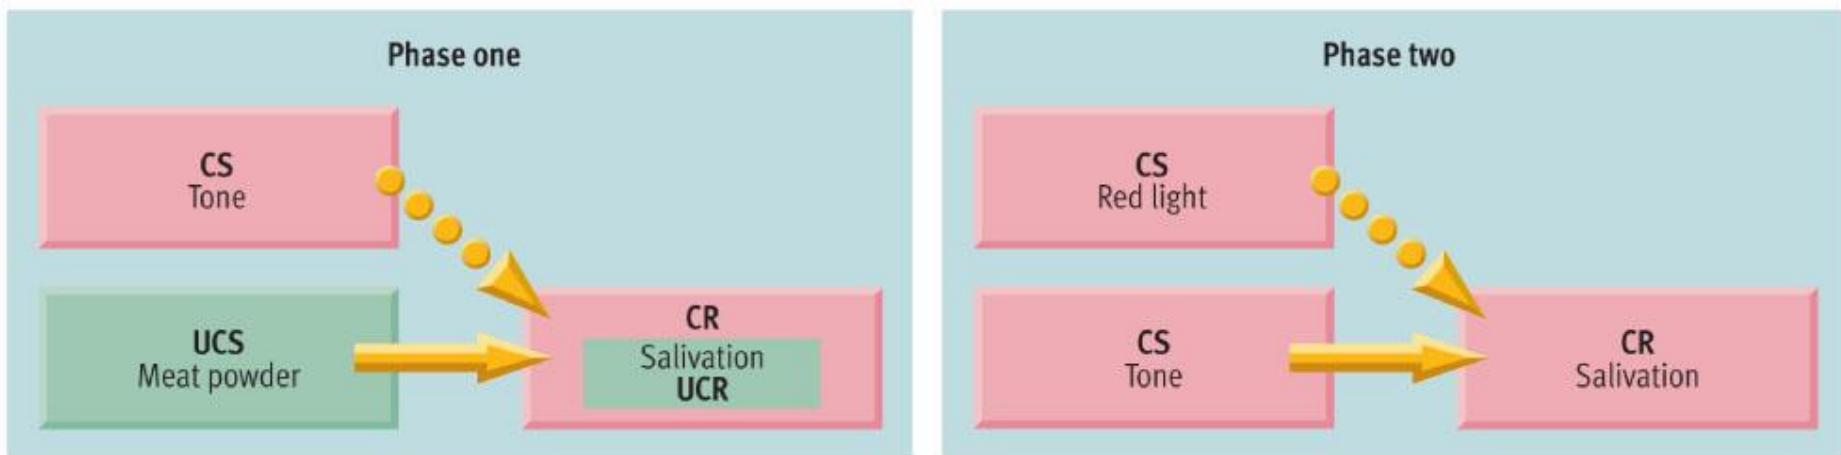 Phase one
CS
Tone
UCS
Meat powder
CR
Salivation
UCR
Phase two
CS
Red light
CS
Tone
CR
Salivation